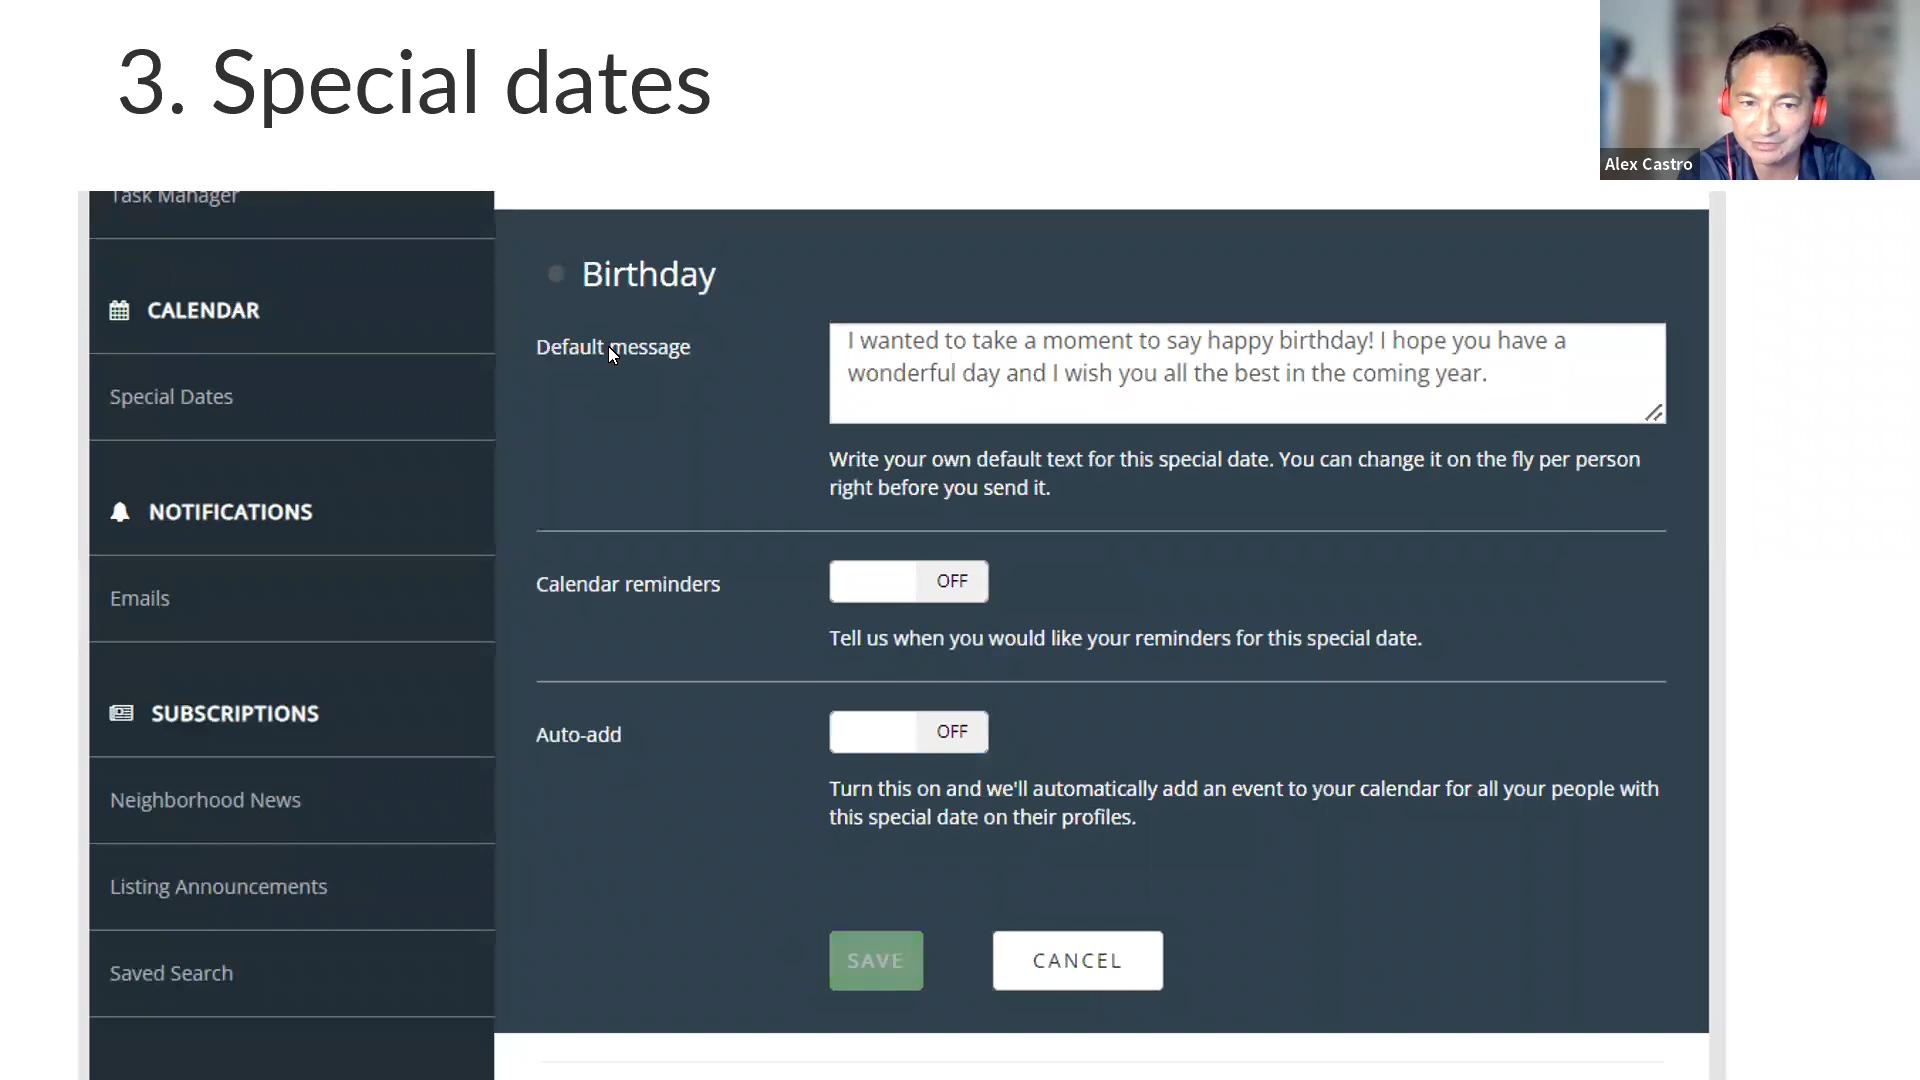 3. Special dates
Alex Castro
Task Manager
CALENDAR
Special Dates
NOTIFICATIONS
Emails
SUBSCRIPTIONS
Neighborhood News
Listing Announcements
Saved Search
Birthday
Default message
I wanted to take a moment to say happy birthday! I hope you have a
wonderful day and I wish you all the best in the coming year.
Write your own default text for this special date. You can change it on the fly per person
right before you send it.
Calendar reminders
OFF
Tell us when you would like your reminders for this special date.
Auto-add
OFF
Turn this on and we'll automatically add an event to your calendar for all your people with
this special date on their profiles.
SAVE
CANCEL